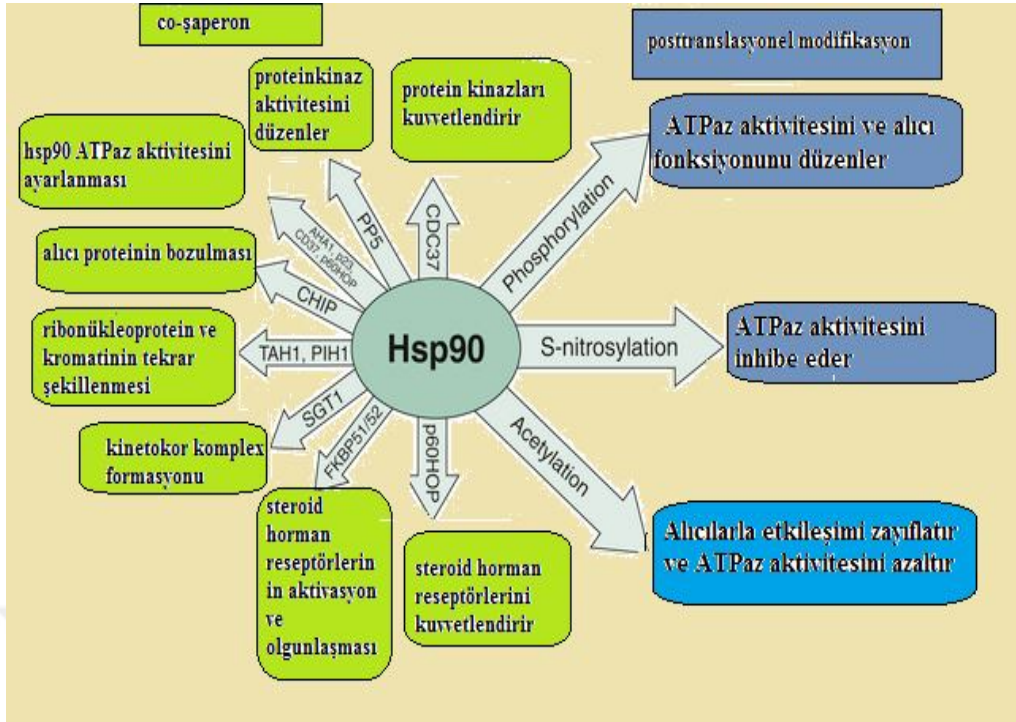 co-şaperon
posttranslasyonel modifikasyon
proteinkinaz
aktivitesini
düzenler
protein kinazları
kuvvetlendirir
ATPaz aktivitesini ve alıcı
fonksiyonunu düzenler
hsp90 ATPaz aktivitesini
ayarlanması
alıcı proteinin bozulması
ribonükleoprotein ve
kromatinin tekrar
şekillenmesi
kinetokor komplex
formasyonu
steroid
horman
reseptörlerin
in aktivasyon
ve
olgunlaşması
steroid horman
reseptörlerini
kuvvetlendirir
ATPaz aktivitesini
inhibe eder
Alıcılarla etkileşimi zayıflatır
ve ATPaz aktivitesini azaltır
Hsp90
PP5
CDC37
Phosphorylation
AHA1, p23,
CD37, p60HOP
CHIP
TAH1, PIH1
S-nitrosylation
SGT1
FKBP51/52
p60HOP
Acetylation